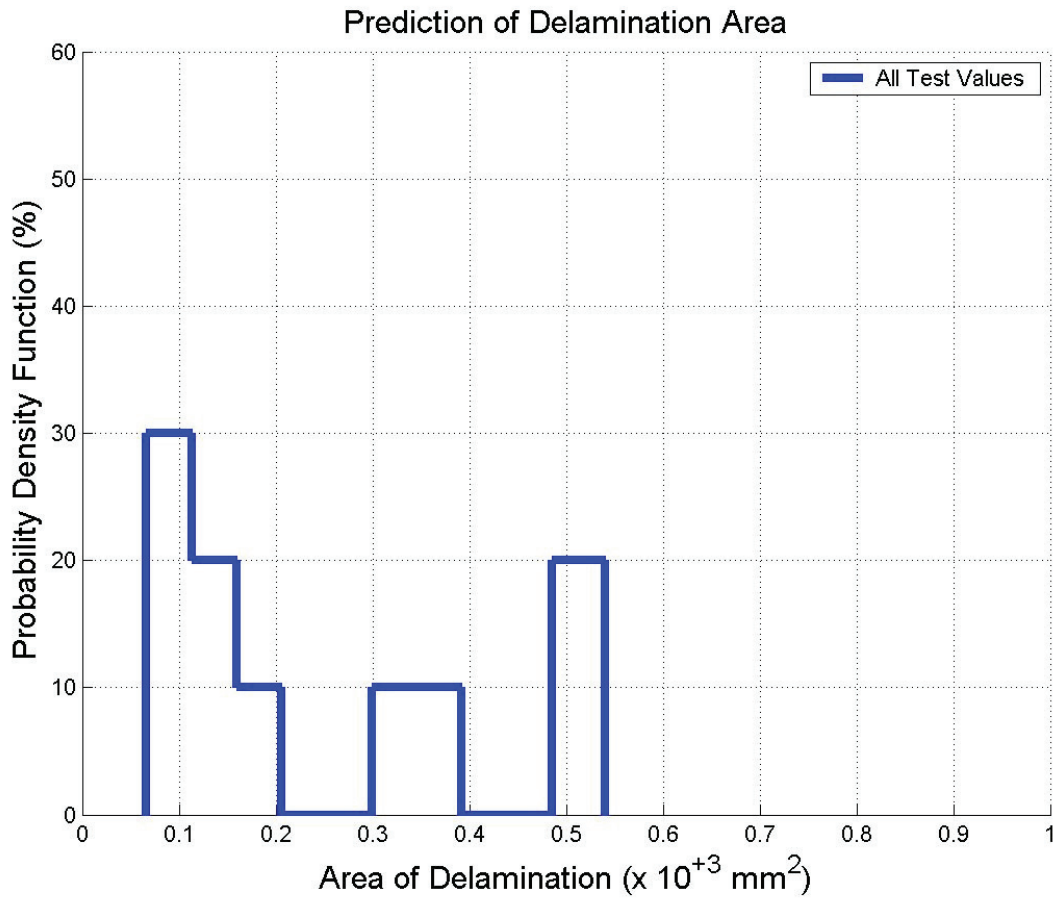 Prediction of Delamination Area
All Test Values
Probability Density Function (%)
60
50
40
30
20
10
0
0 0.1 0.2 0.3 0.4 0.5 0.6 0.7 0.8 0.9 1
Area of Delamination (x 10⁺³ mm²)